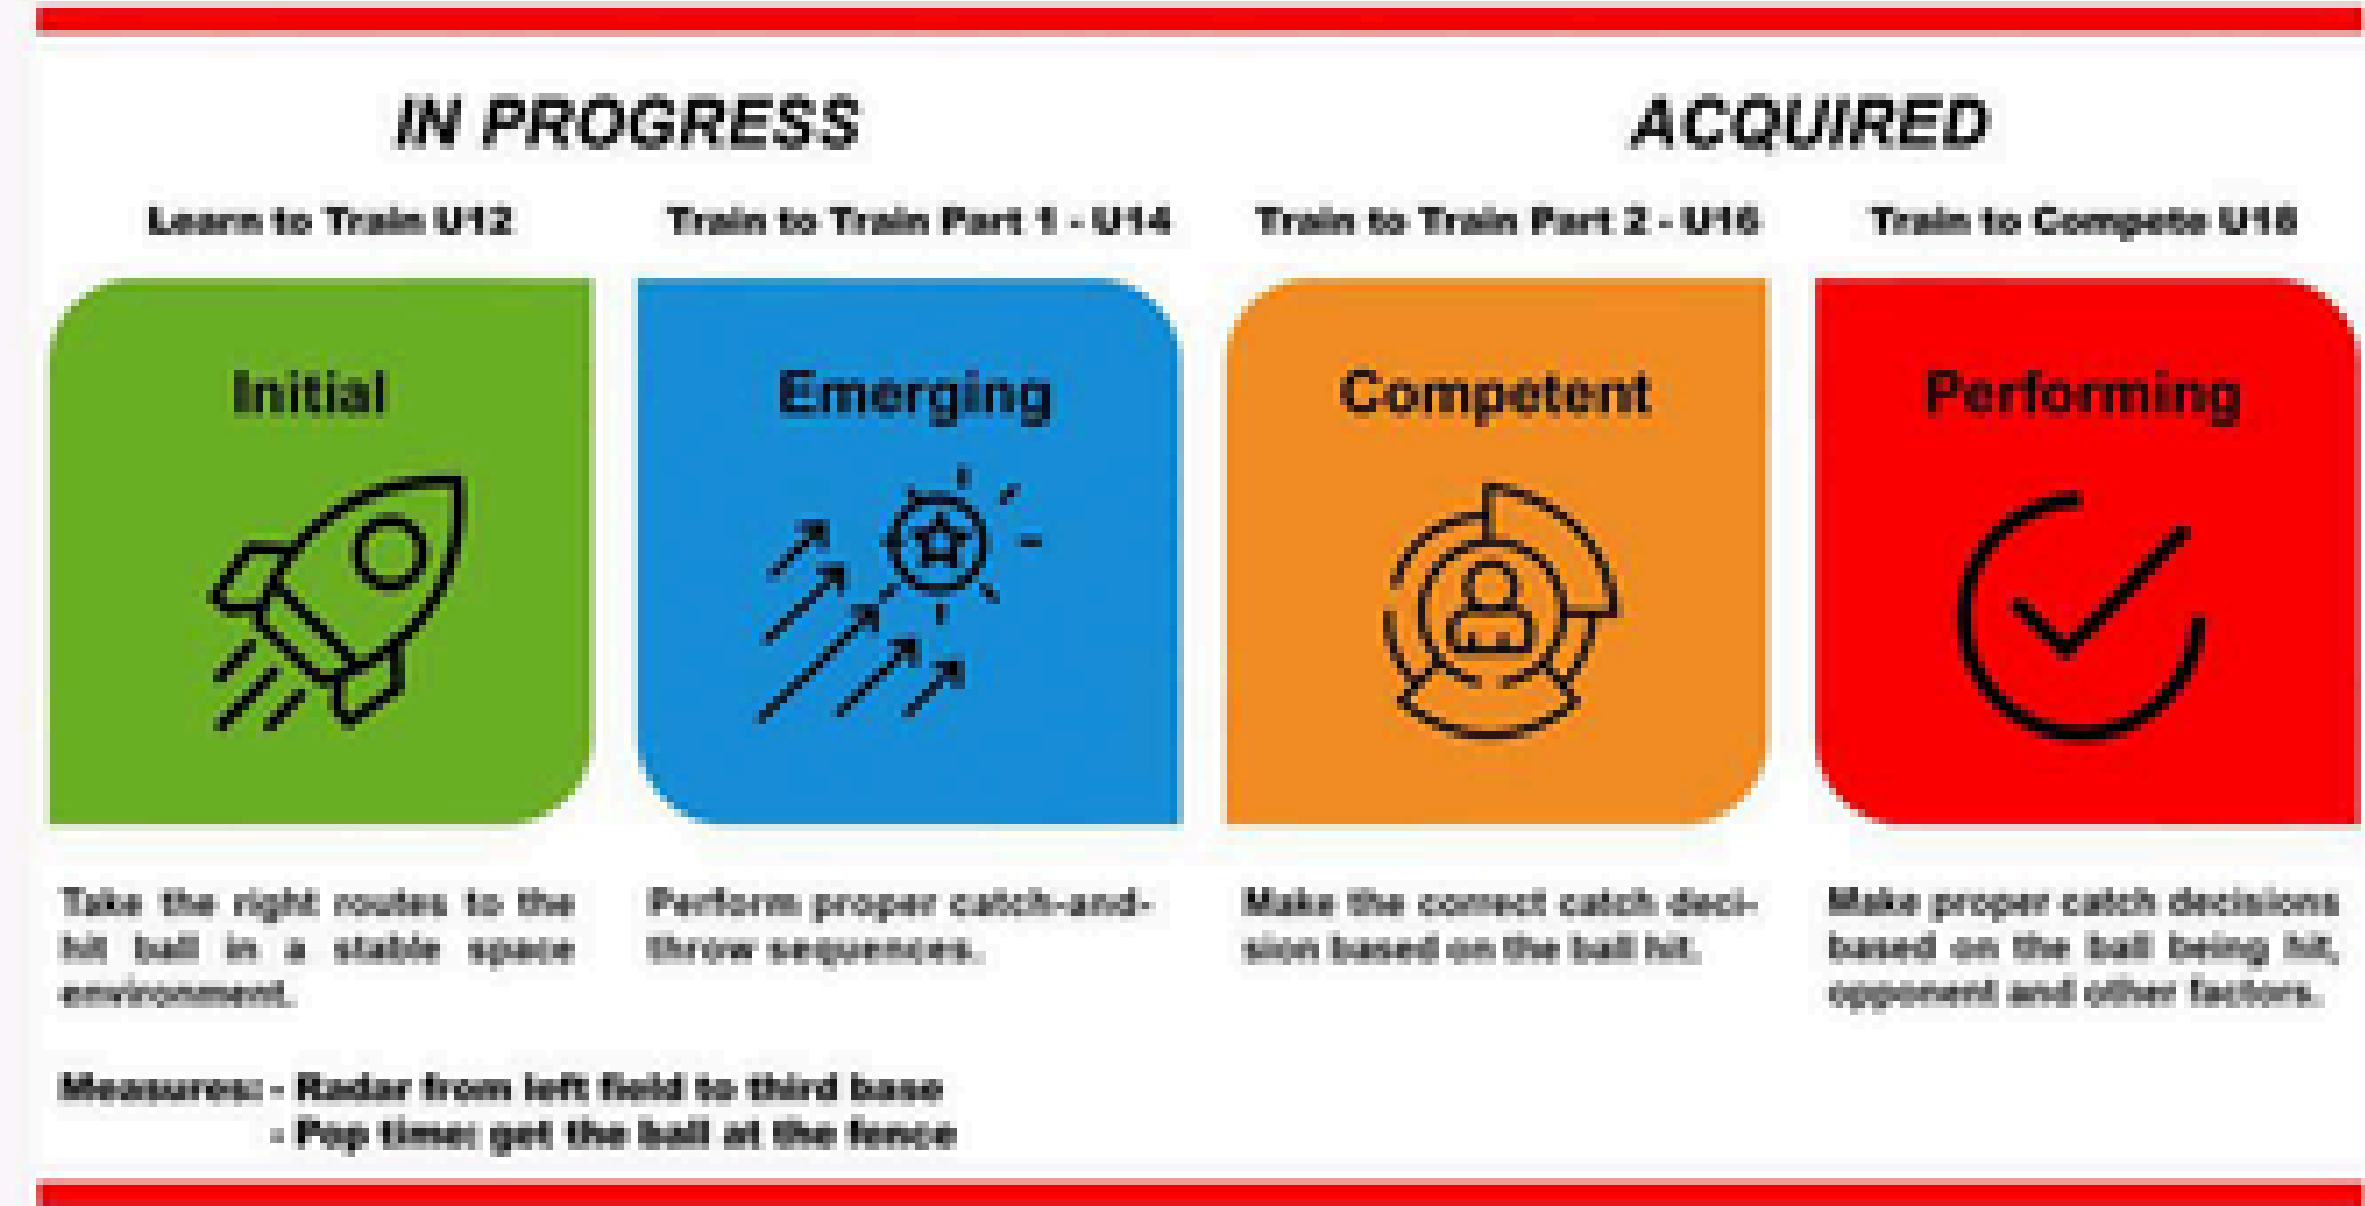 IN PROGRESS
ACQUIRED
Learn to Train U12
Train to Train Part 1 - U14
Train to Train Part 2 - U16
Train to Compete U18
Initial
Emerging
Competent
Performing
Take the right routes to the
hit ball in a stable space
environment.
Perform proper catch-and-
throw sequences.
Make the correct catch deci-
sion based on the ball hit.
Make proper catch decisions
based on the ball being hit,
opponent and other factors.
Measures: - Radar from left field to third base
- Pop time: get the ball at the fence